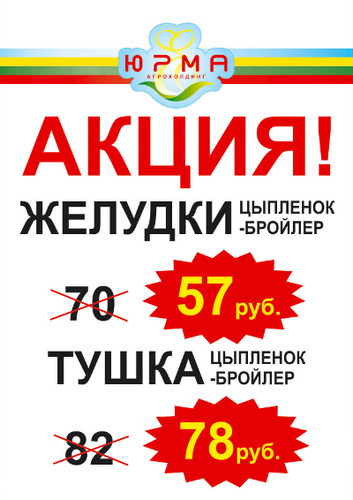 ЮРМА
АГРОХОЛДИНГ
АКЦИЯ!
ЖЕЛУДКИ ЦЫПЛЕНОК
-БРОЙЛЕР
70 57 руб.
ТУШКА ЦЫПЛЕНОК
-БРОЙЛЕР
82 78 руб.